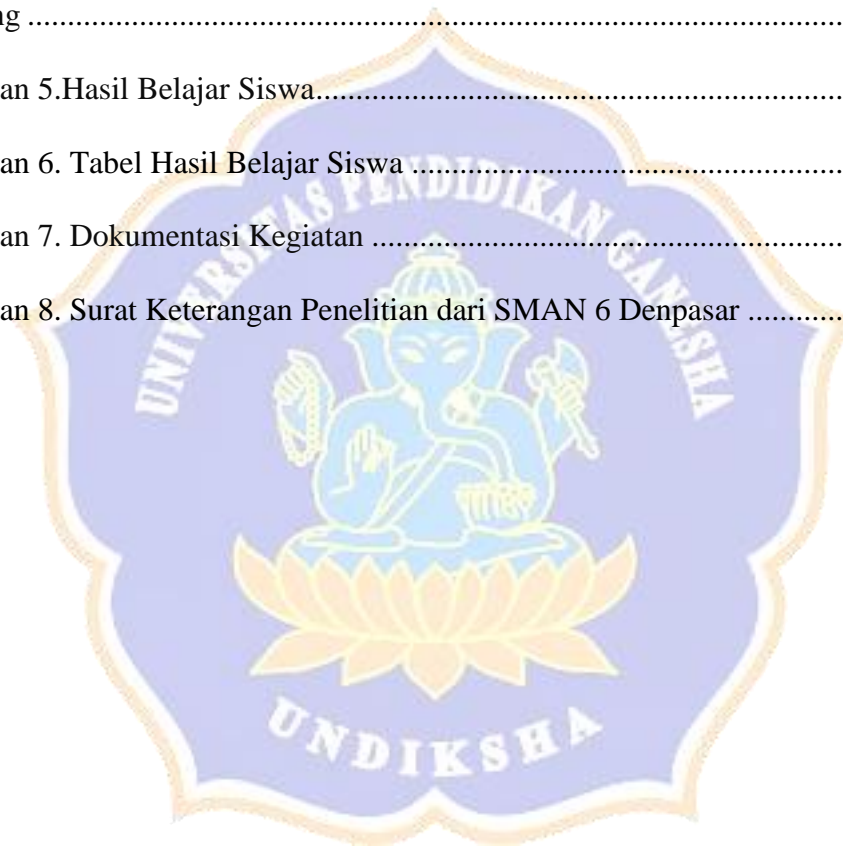 ng ........................................................................................................
an 5.Hasil Belajar Siswa....................................................................
an 6. Tabel Hasil Belajar Siswa .......................................................
an 7. Dokumentasi Kegiatan ............................................................
an 8. Surat Keterangan Penelitian dari SMAN 6 Denpasar ............
UNIVERSITAS PENDIDIKAN GANESHA
UNDIKSHA